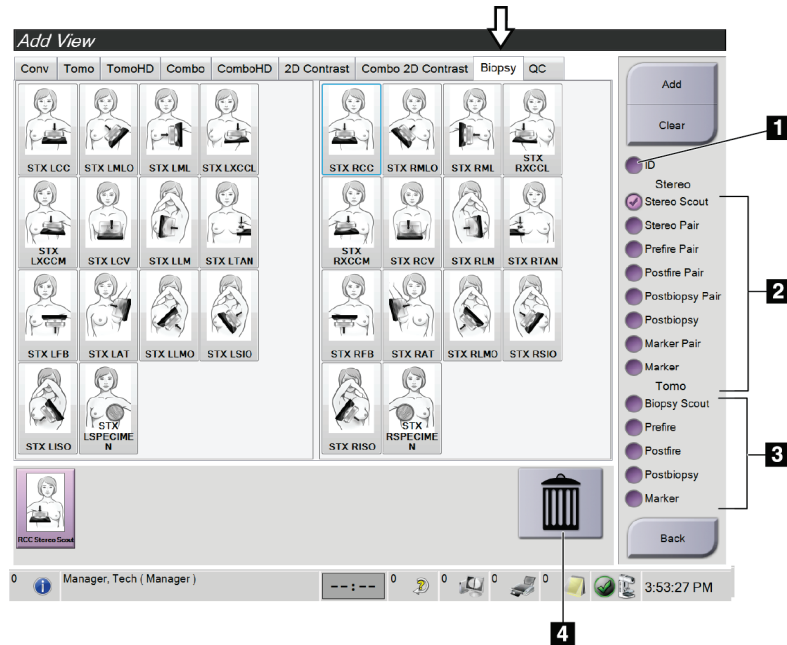 Add View
Conv Tomo TomoHD Combo ComboHD 2D Contrast Combo 2D Contrast Biopsy QC
STX LCC STX LMLO STX LML STX LXCCL
STX RCC STX RMLO STX RML STX
RXCCL
STX
LXCCM STX LCV STX LLM STX LTAN
STX
RXCCM STX RCV STX RLM STX RTAN
STX LFB STX LAT STX LLMO STX LSIO
STX RFB STX RAT STX RLMO STX RSIO
STX LISO STX
LSPECIME
N
STX RISO STX
RSPECIME
N
Add
Clear
ID
Stereo
Stereo Scout
Stereo Pair
Prefire Pair
Postfire Pair
Postbiopsy Pair
Postbiopsy
Marker Pair
Marker
Tomo
Biopsy Scout
Prefire
Postfire
Postbiopsy
Marker
Back
1
2
3
RCC Stereo Scout
0 Manager, Tech ( Manager ) --:-- 0 0 0 0 3:53:27 PM
4